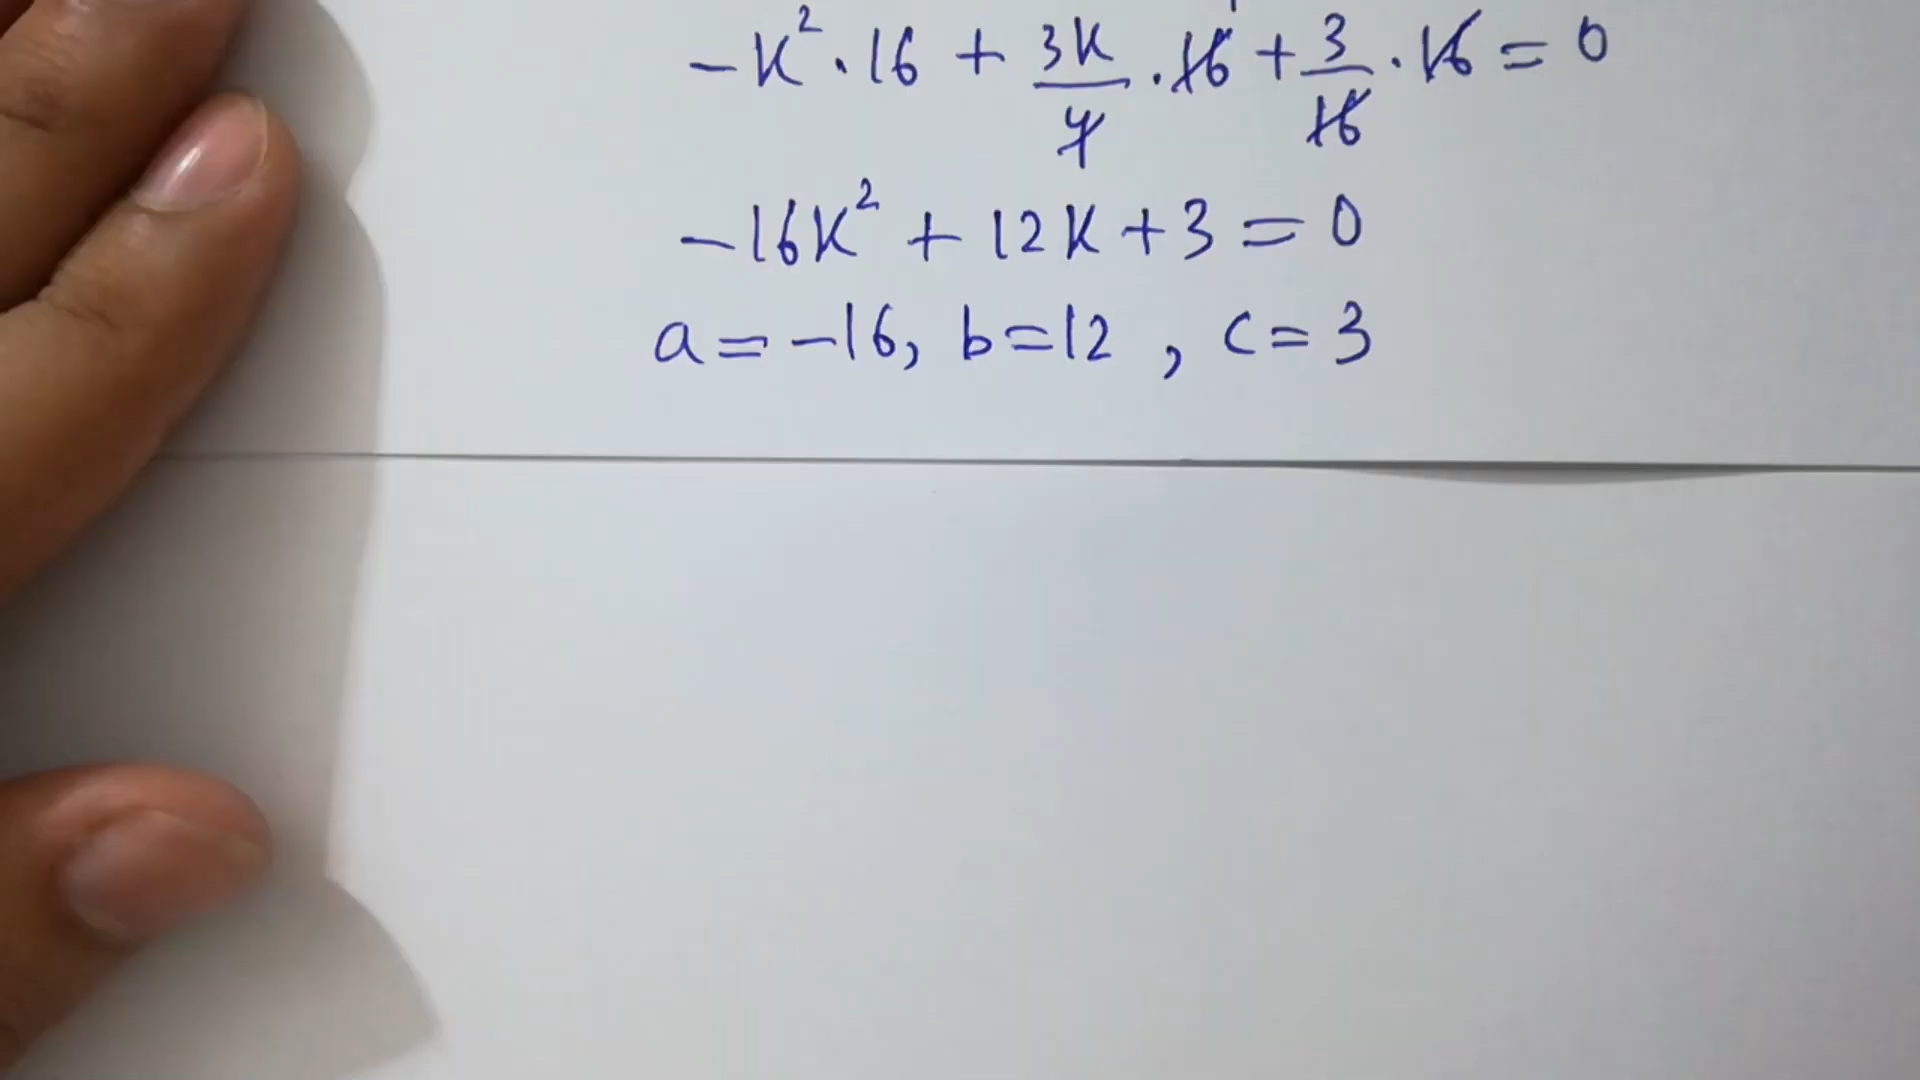 -K²·16 + 3K/4 ·16 + 3/16 ·16 = 0
-16K² + 12K + 3 = 0
a = -16, b = 12 , c = 3